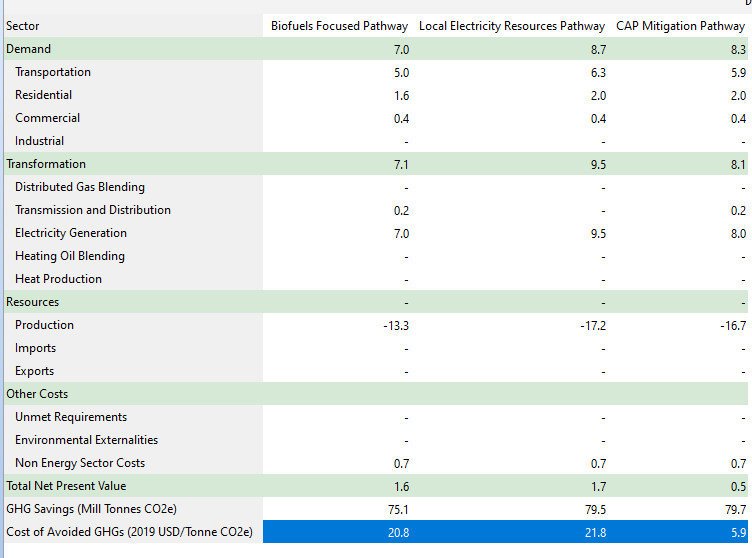 Sector Biofuels Focused Pathway Local Electricity Resources Pathway CAP Mitigation Pathway
Demand 7.0 8.7 8.3
Transportation 5.0 6.3 5.9
Residential 1.6 2.0 2.0
Commercial 0.4 0.4 0.4
Industrial - - -
Transformation 7.1 9.5 8.1
Distributed Gas Blending - - -
Transmission and Distribution 0.2 - 0.2
Electricity Generation 7.0 9.5 8.0
Heating Oil Blending - - -
Heat Production - - -
Resources - - -
Production -13.3 -17.2 -16.7
Imports - - -
Exports - - -
Other Costs
Unmet Requirements - - -
Environmental Externalities - - -
Non Energy Sector Costs 0.7 0.7 0.7
Total Net Present Value 1.6 1.7 0.5
GHG Savings (Mill Tonnes CO2e) 75.1 79.5 79.7
Cost of Avoided GHGs (2019 USD/Tonne CO2e) 20.8 21.8 5.9